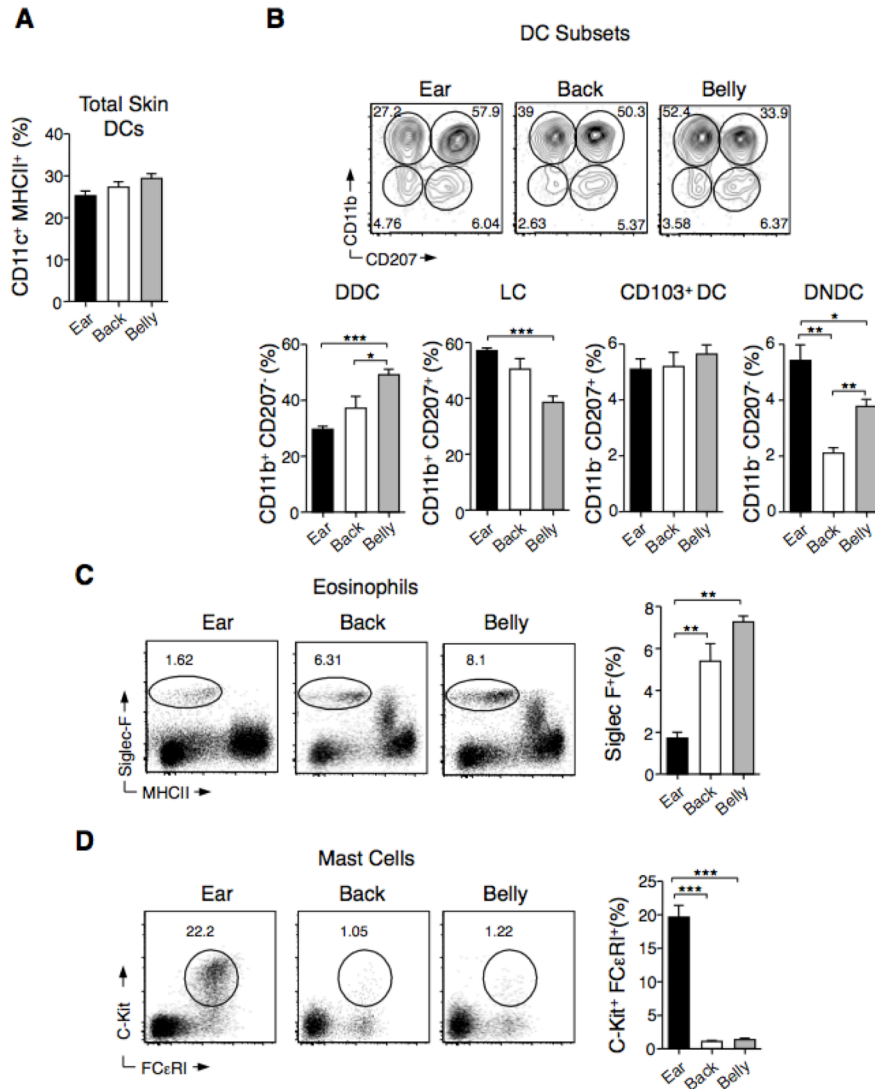 A
Total Skin
DCs
CD11c+ MHCII+ (%)
40
30
20
10
0
Ear
Back
Belly
B
DC Subsets
Ear
Back
Belly
27.2
57.9
4.76
6.04
39
50.3
2.63
5.37
52.4
33.9
3.58
6.37
CD11b
CD207
DDC
CD11b+ CD207- (%)
60
40
20
0
***
*
Ear
Back
Belly
LC
CD11b+ CD207+ (%)
60
40
20
0
***
Ear
Back
Belly
CD103+ DC
CD11b- CD207+ (%)
6
4
2
0
Ear
Back
Belly
DNDC
CD11b- CD207- (%)
6
4
2
0
*
**
**
Ear
Back
Belly
C
Eosinophils
Ear
Back
Belly
1.62
6.31
8.1
Siglec-F
MHCII
Siglec F+(%)
8
6
4
2
0
**
**
Ear
Back
Belly
D
Mast Cells
Ear
Back
Belly
22.2
1.05
1.22
C-Kit
FCεRI
C-Kit+ FCεRI+(%)
25
20
15
10
5
0
***
***
Ear
Back
Belly